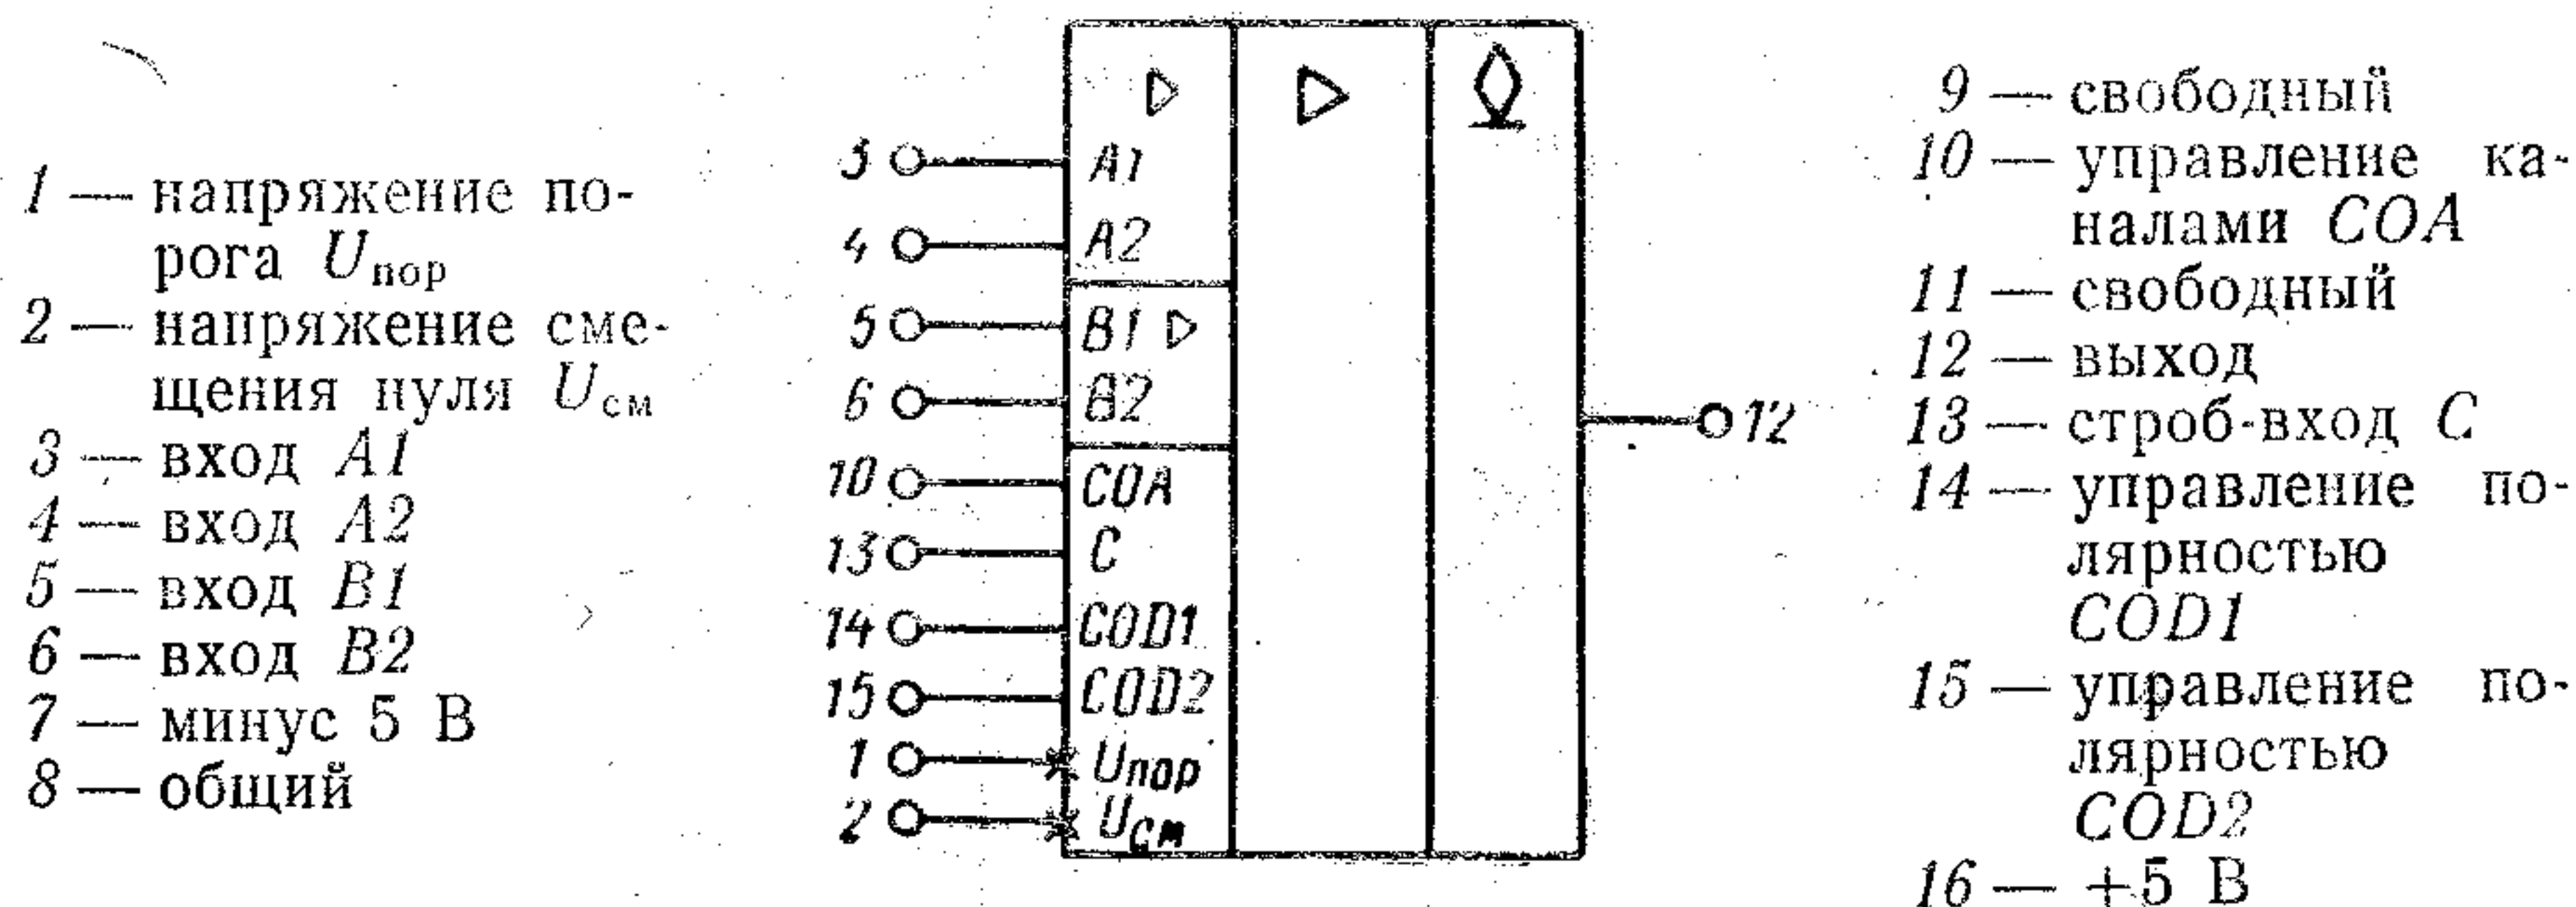 1 — напряжение по-
рога Uпор
2 — напряжение сме-
щения нуля Uсм
3 — вход A1
4 — вход A2
5 — вход B1
6 — вход B2
7 — минус 5 В
8 — общий
3 A1
4 A2
5 B1
6 B2
10 COA
13 C
14 COD1
15 COD2
1 Uпор
2 Uсм
12
9 — свободный
10 — управление ка-
налами COA
11 — свободный
12 — выход
13 — строб-вход C
14 — управление по-
лярностью
COD1
15 — управление по-
лярностью
COD2
16 — +5 В